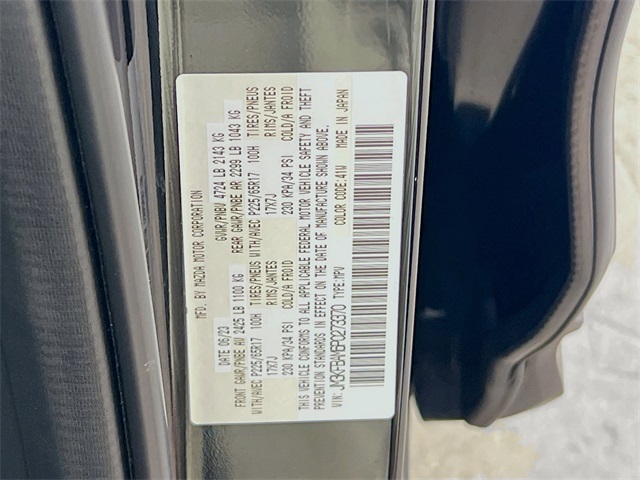 MFD. BY MAZDA MOTOR CORPORATION
DATE 06/23 GVWR/PNBV 4724 LB 2143 KG
FRONT GAWR/PNBE AV 2425 LB 1100 KG REAR GAWR/PNBE AR 2299 LB 1043 KG
WITH/AVEC P225/65R17 100H TIRES/PNEUS WITH/AVEC P225/65R17 100H TIRES/PNEUS
17X7J RIMS/JANTES 17X7J RIMS/JANTES
230 KPA/34 PSI COLD/A FROID 230 KPA/34 PSI COLD/A FROID
THIS VEHICLE CONFORMS TO ALL APPLICABLE FEDERAL MOTOR VEHICLE SAFETY AND THEFT
PREVENTION STANDARDS IN EFFECT ON THE DATE OF MANUFACTURE SHOWN ABOVE.
VIN: TYPE:MPV COLOR CODE:41W MADE IN JAPAN